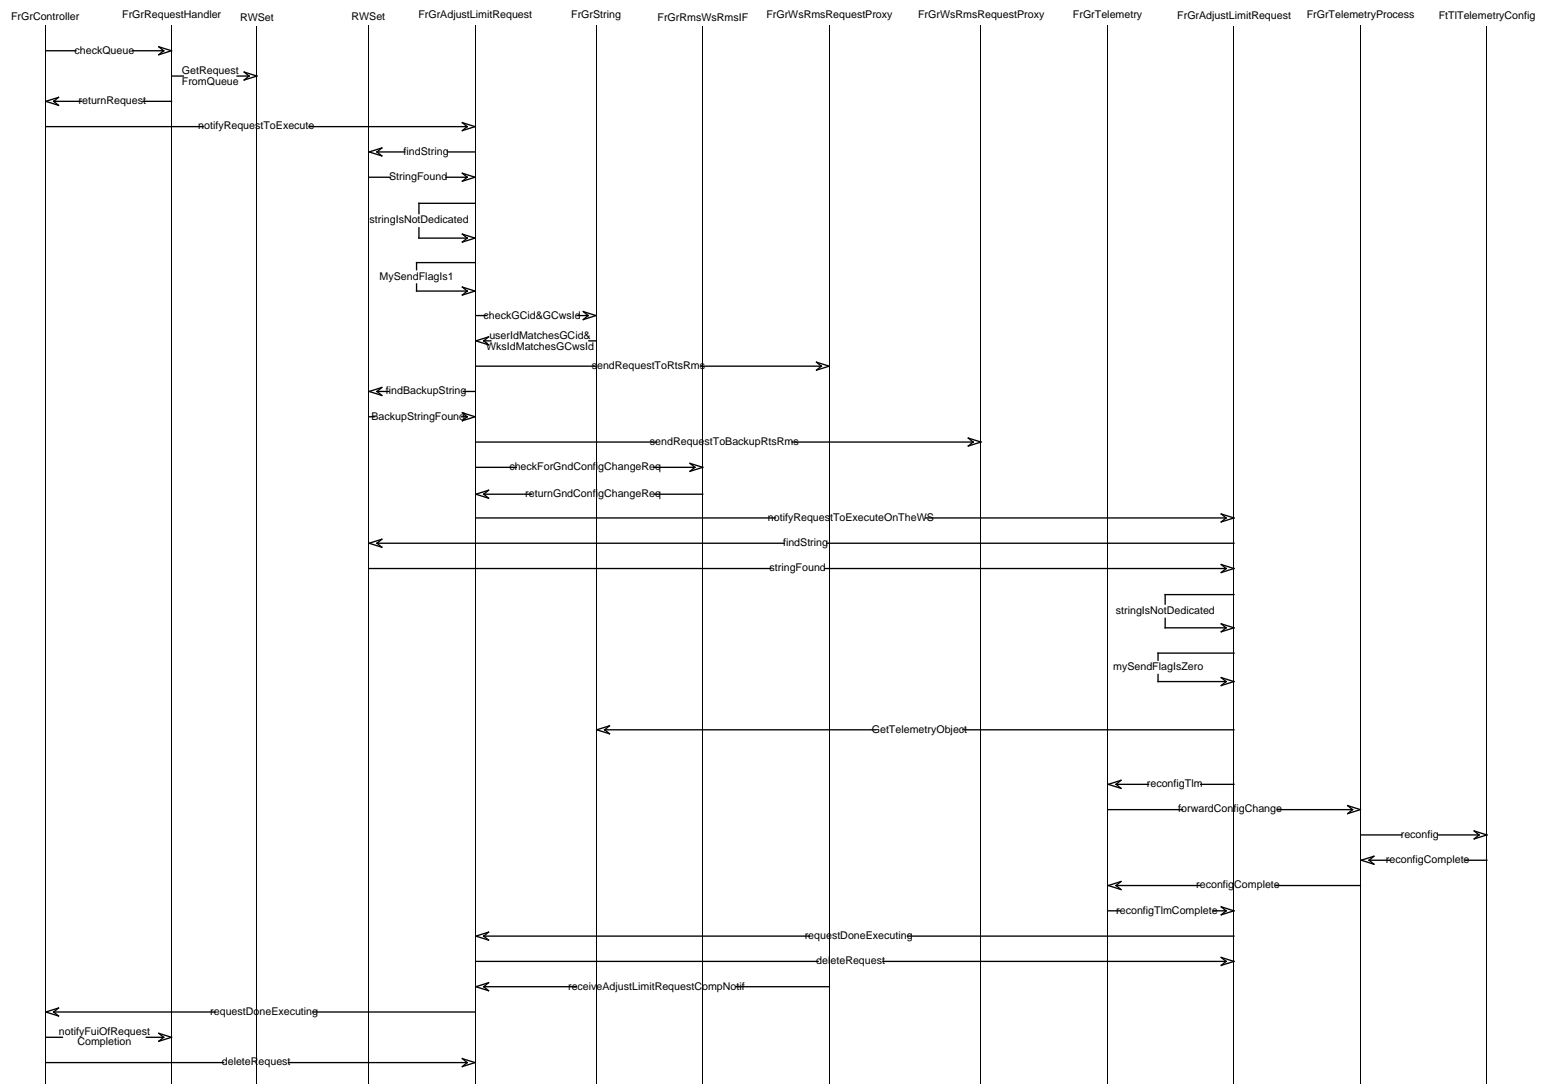 FrGrController
FrGrRequestHandler
RWSet
RWSet
FrGrAdjustLimitRequest
FrGrString
FrGrRmsWsRmsIF
FrGrWsRmsRequestProxy
FrGrWsRmsRequestProxy
FrGrTelemetry
FrGrAdjustLimitRequest
FrGrTelemetryProcess
FtTlTelemetryConfig
checkQueue
GetRequest
FromQueue
returnRequest
notifyRequestToExecute
findString
StringFound
stringIsNotDedicated
MySendFlagIs1
checkGCid&GCwsId
userIdMatchesGCid&
WksIdMatchesGCwsId
sendRequestToRtsRms
findBackupString
BackupStringFound
sendRequestToBackupRtsRms
checkForGndConfigChangeReq
returnGndConfigChangeReq
notifyRequestToExecuteOnTheWS
findString
stringFound
stringIsNotDedicated
mySendFlagIsZero
GetTelemetryObject
reconfigTlm
forwardConfigChange
reconfig
reconfigComplete
reconfigComplete
reconfigTlmComplete
requestDoneExecuting
deleteRequest
receiveAdjustLimitRequestCompNotif
requestDoneExecuting
notifyFuiOfRequest
Completion
deleteRequest